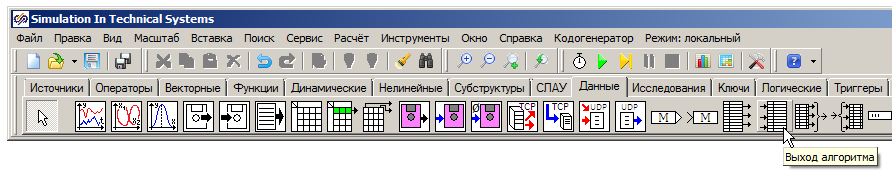 Simulation In Technical Systems
Файл Правка Вид Масштаб Вставка Поиск Сервис Расчёт Инструменты Окно Справка Кодогенератор Режим: локальный
Источники Операторы Векторные Функции Динамические Нелинейные Субструктуры СПАУ Данные Исследования Ключи Логические Триггеры
TCP TCP UDP UDP M M
Выход алгоритма